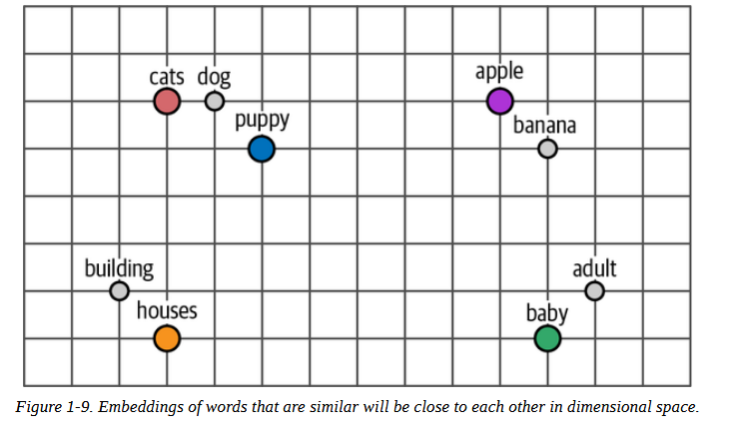 cats dog
apple
puppy
banana
building
adult
houses
baby
Figure 1-9. Embeddings of words that are similar will be close to each other in dimensional space.